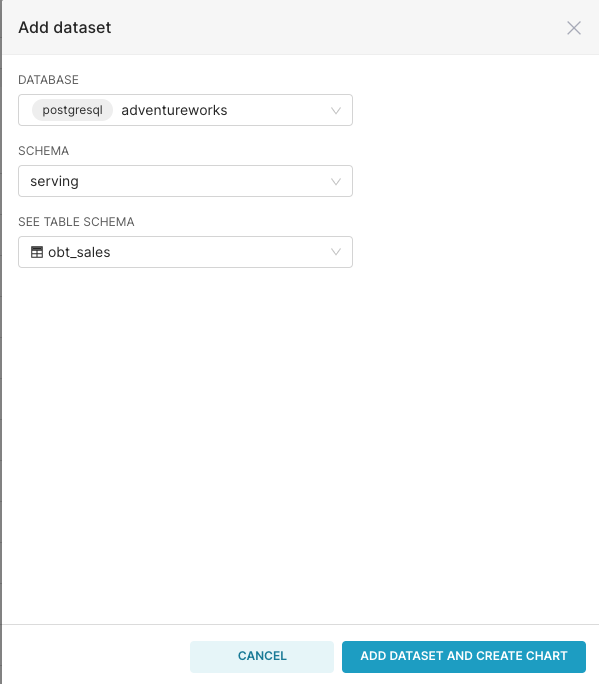 Add dataset
DATABASE
postgresql adventureworks
SCHEMA
serving
SEE TABLE SCHEMA
obt_sales
CANCEL
ADD DATASET AND CREATE CHART